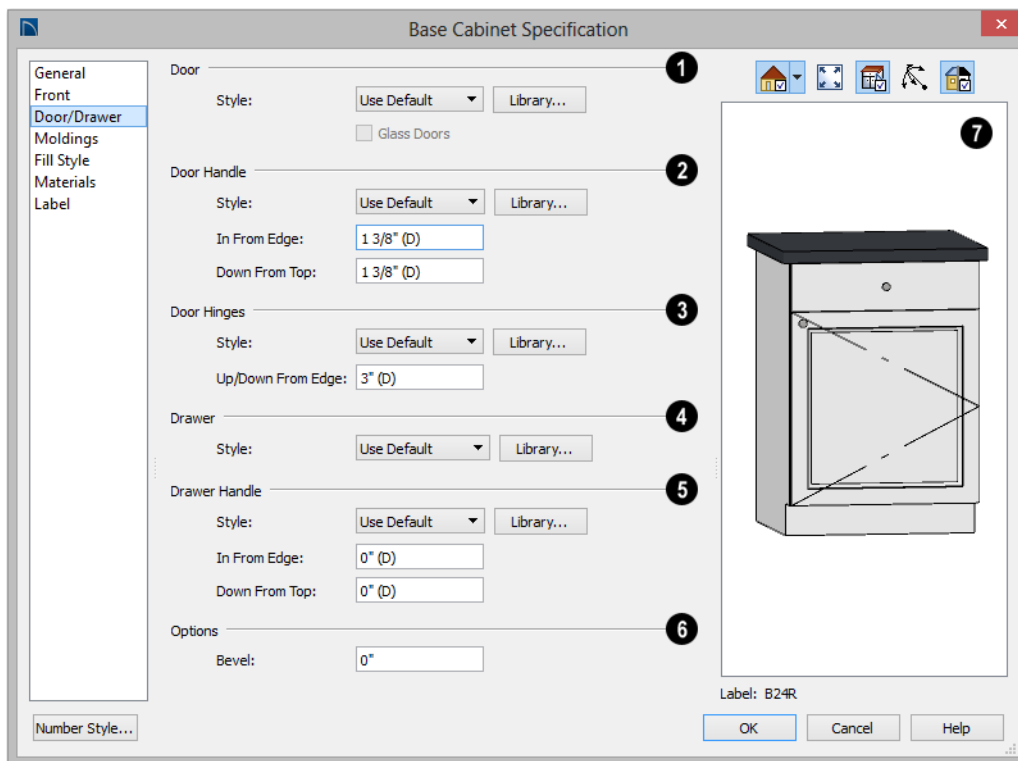 Base Cabinet Specification
General
Front
Door/Drawer
Moldings
Fill Style
Materials
Label
Number Style...
Door
1
Style:
Use Default
Library...
Glass Doors
Door Handle
2
Style:
Use Default
Library...
In From Edge:
1 3/8" (D)
Down From Top:
1 3/8" (D)
Door Hinges
3
Style:
Use Default
Library...
Up/Down From Edge:
3" (D)
Drawer
4
Style:
Use Default
Library...
Drawer Handle
5
Style:
Use Default
Library...
In From Edge:
0" (D)
Down From Top:
0" (D)
Options
6
Bevel:
0"
7
Label: B24R
OK
Cancel
Help